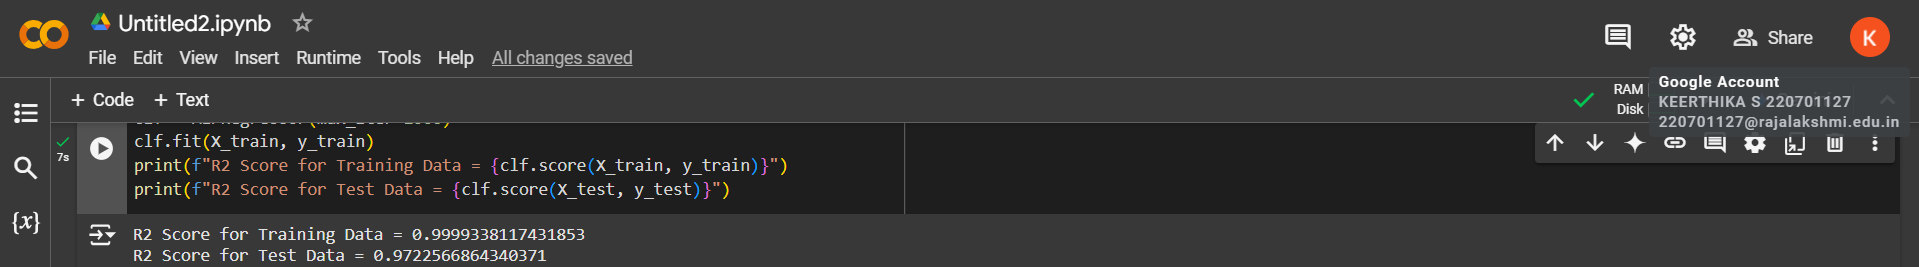 Untitled2.ipynb
File Edit View Insert Runtime Tools Help All changes saved
Share
K
Google Account
KEERTHIKA S 220701127
220701127@rajalakshmi.edu.in
+ Code + Text
RAM
Disk
7s
clf.fit(X_train, y_train)
print(f"R2 Score for Training Data = {clf.score(X_train, y_train)}")
print(f"R2 Score for Test Data = {clf.score(X_test, y_test)}")
{x}
R2 Score for Training Data = 0.9999338117431853
R2 Score for Test Data = 0.9722566864340371